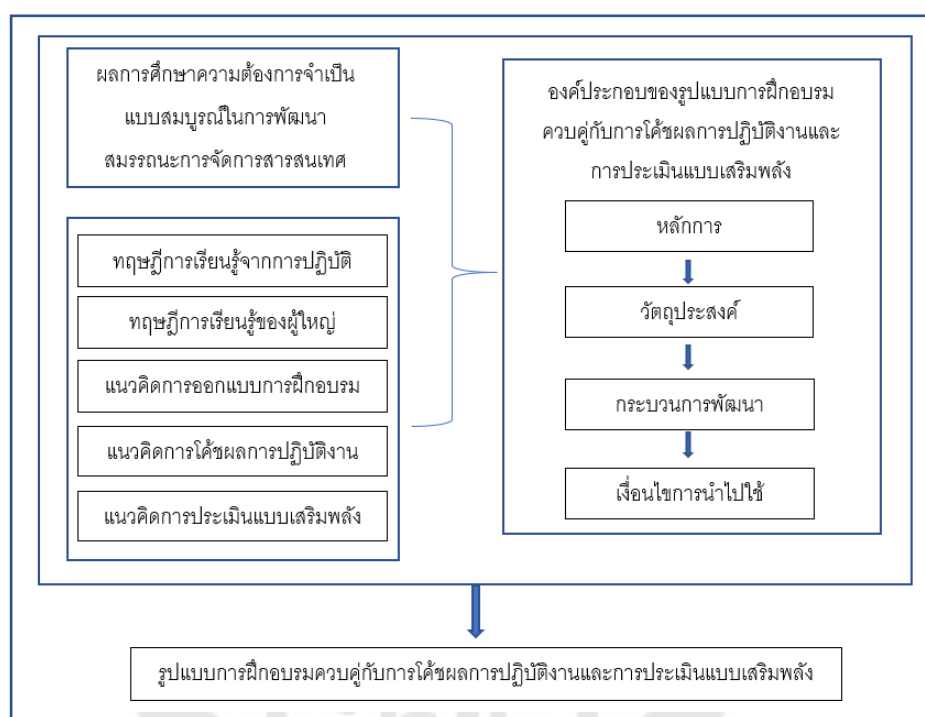 ผลการศึกษาความต้องการจำเป็น
แบบสมบูรณ์ในการพัฒนา
สมรรถนะการจัดการสารสนเทศ
ทฤษฎีการเรียนรู้จากการปฏิบัติ
ทฤษฎีการเรียนรู้ของผู้ใหญ่
แนวคิดการออกแบบการฝึกอบรม
แนวคิดการโค้ชผลการปฏิบัติงาน
แนวคิดการประเมินแบบเสริมพลัง
องค์ประกอบของรูปแบบการฝึกอบรม
ควบคู่กับการโค้ชผลการปฏิบัติงานและ
การประเมินแบบเสริมพลัง
หลักการ
วัตถุประสงค์
กระบวนการพัฒนา
เงื่อนไขการนำไปใช้
รูปแบบการฝึกอบรมควบคู่กับการโค้ชผลการปฏิบัติงานและการประเมินแบบเสริมพลัง